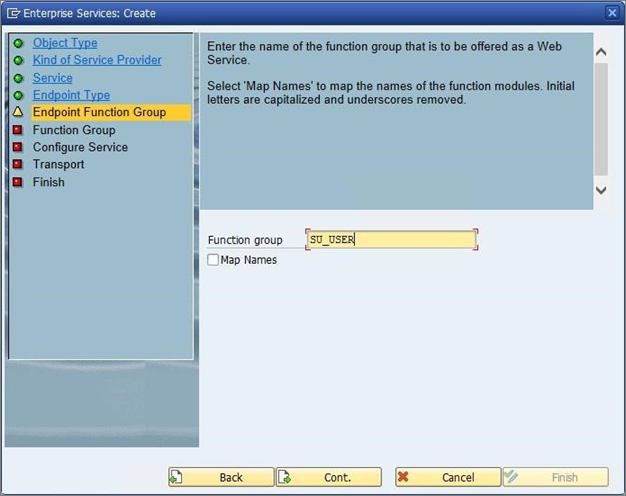 Enterprise Services: Create
Object Type
Kind of Service Provider
Service
Endpoint Type
Endpoint Function Group
Function Group
Configure Service
Transport
Finish
Enter the name of the function group that is to be offered as a Web
Service.
Select 'Map Names' to map the names of the function modules. Initial
letters are capitalized and underscores removed.
Function group SU_USER
Map Names
Back Cont. Cancel Finish